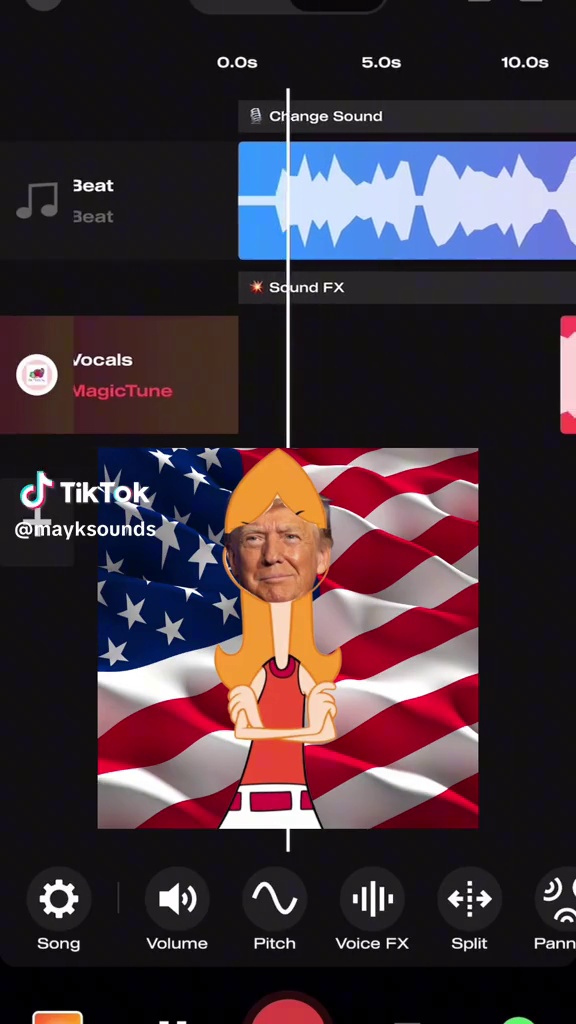 0.0s 5.0s 10.0s
Change Sound
Beat
Beat
Sound FX
Vocals
MagicTune
TikTok
@mayksounds
Song Volume Pitch Voice FX Split Pann